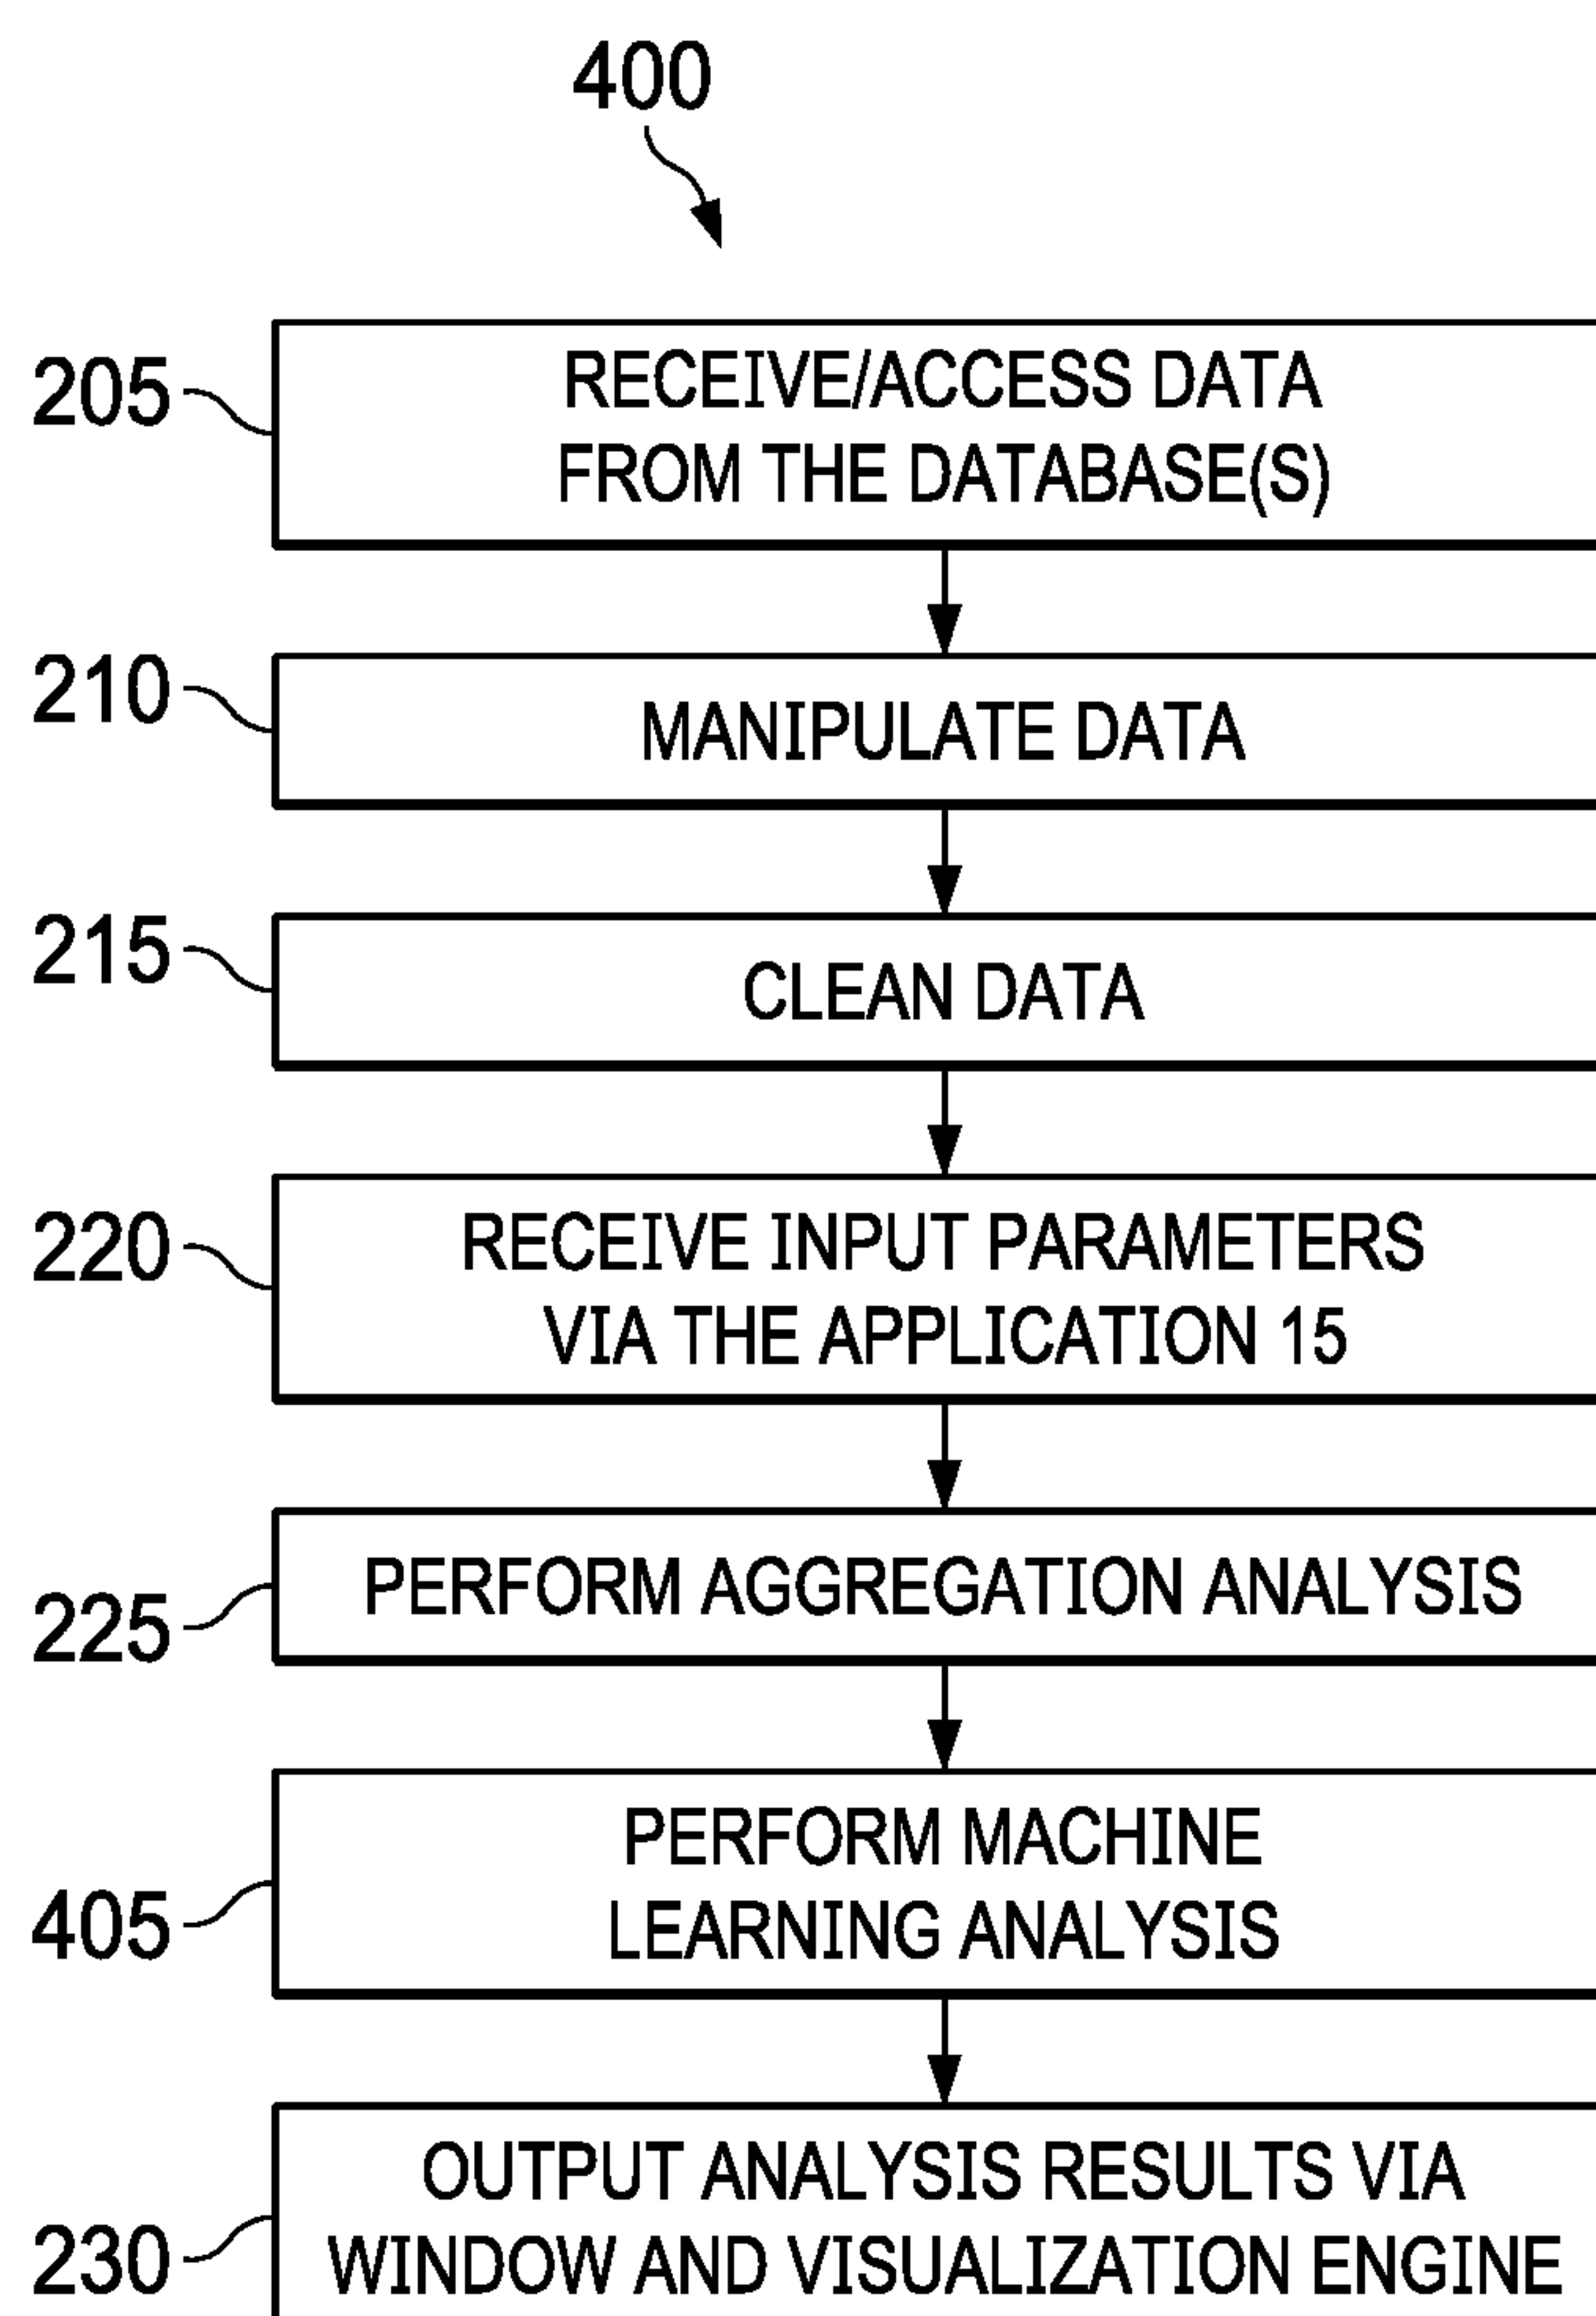 400
205
RECEIVE/ACCESS DATA
FROM THE DATABASE(S)
210
MANIPULATE DATA
215
CLEAN DATA
220
RECEIVE INPUT PARAMETERS
VIA THE APPLICATION 15
225
PERFORM AGGREGATION ANALYSIS
405
PERFORM MACHINE
LEARNING ANALYSIS
230
OUTPUT ANALYSIS RESULTS VIA
WINDOW AND VISUALIZATION ENGINE